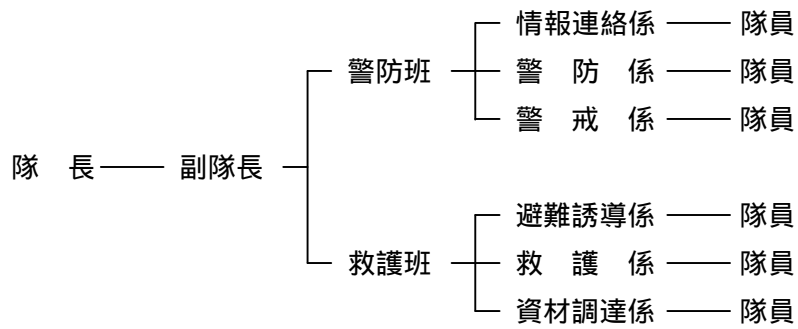 情報連絡係 隊員
警防班 警 防 係 隊員
警 戒 係 隊員
隊 長 副隊長
避難誘導係 隊員
救護班 救 護 係 隊員
資材調達係 隊員